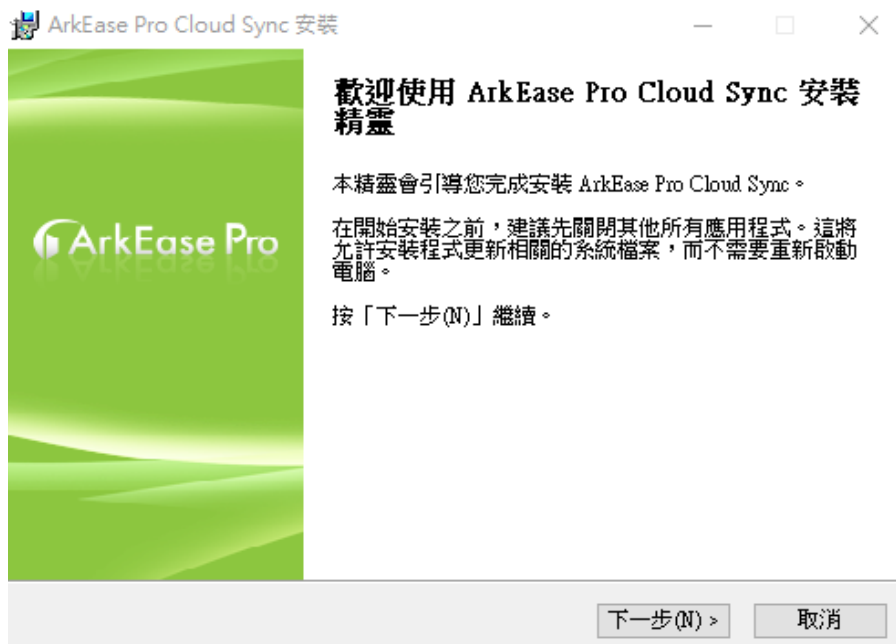 ArkEase Pro Cloud Sync 安裝
歡迎使用 ArkEase Pro Cloud Sync 安裝
精靈
本精靈會引導您完成安裝 ArkEase Pro Cloud Sync。
在開始安裝之前，建議先關閉其他所有應用程式。這將
允許安裝程式更新相關的系統檔案，而不需要重新啟動
電腦。
按「下一步(N)」繼續。
ArkEase Pro
下一步(N) >
取消